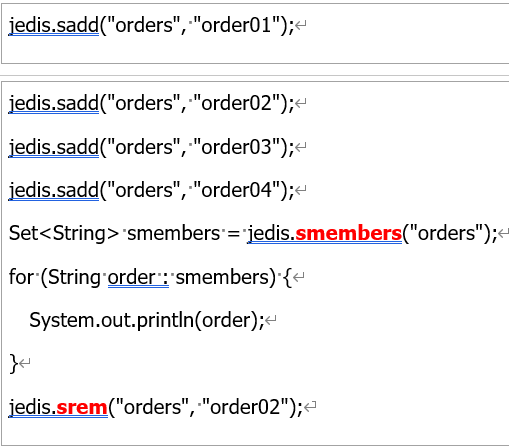 jedis.sadd("orders", "order01");
jedis.sadd("orders", "order02");
jedis.sadd("orders", "order03");
jedis.sadd("orders", "order04");
Set<String> smembers = jedis.smembers("orders");
for (String order : smembers) {
    System.out.println(order);
}
jedis.srem("orders", "order02");